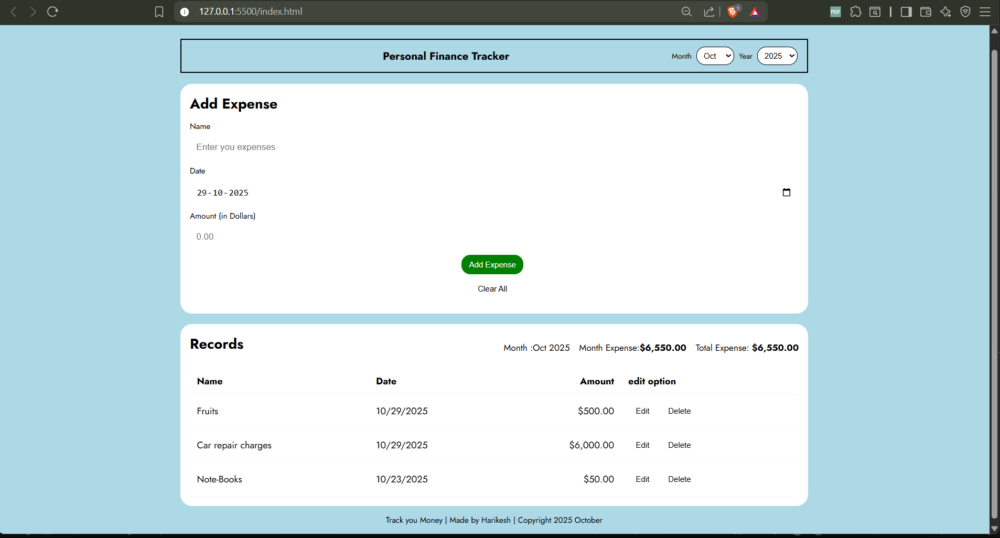 127.0.0.1:5500/index.html
1
PDF
Personal Finance Tracker Month Oct Year 2025
Add Expense
Name
Enter you expenses
Date
29-10-2025
Amount (in Dollars)
0.00
Add Expense
Clear All
Records
Month :Oct 2025 Month Expense:$6,550.00 Total Expense: $6,550.00
Name Date Amount edit option
Fruits 10/29/2025 $500.00 Edit Delete
Car repair charges 10/29/2025 $6,000.00 Edit Delete
Note-Books 10/23/2025 $50.00 Edit Delete
Track you Money | Made by Harikesh | Copyright 2025 October